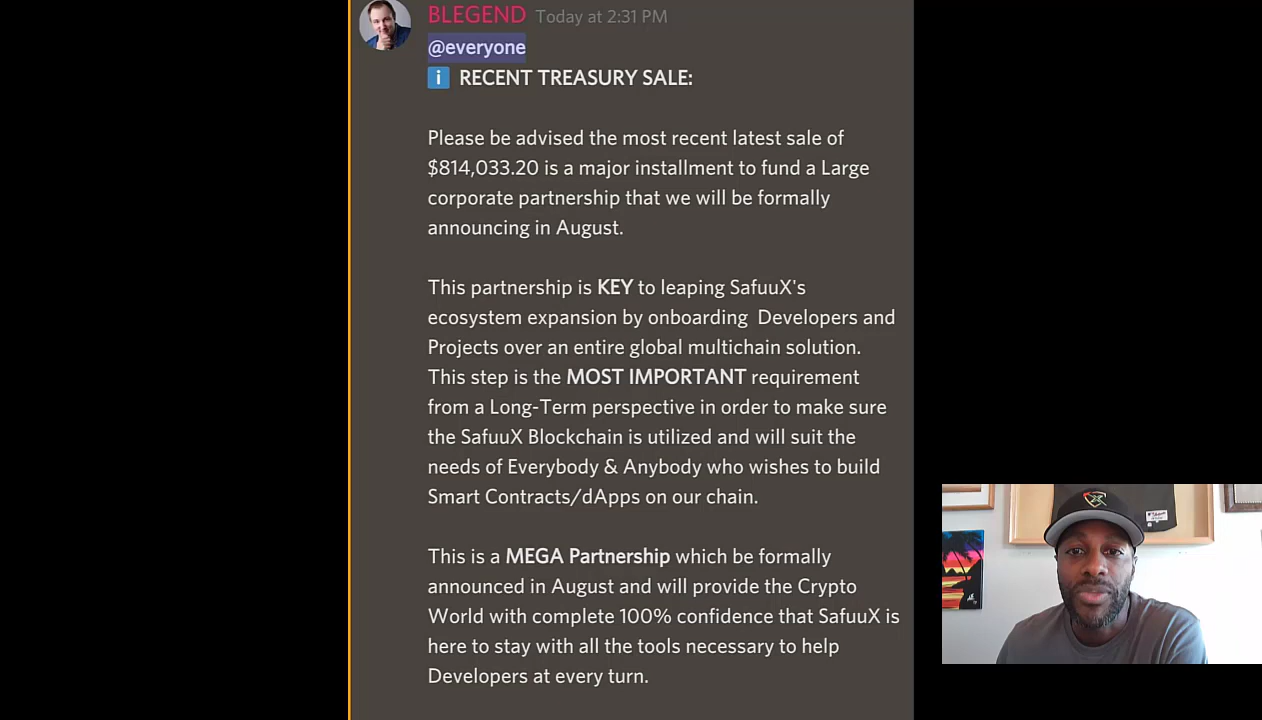 BLEGEND Today at 2:31 PM
@everyone
i RECENT TREASURY SALE:
Please be advised the most recent latest sale of
$814,033.20 is a major installment to fund a Large
corporate partnership that we will be formally
announcing in August.
This partnership is KEY to leaping SafuuX's
ecosystem expansion by onboarding Developers and
Projects over an entire global multichain solution.
This step is the MOST IMPORTANT requirement
from a Long-Term perspective in order to make sure
the SafuuX Blockchain is utilized and will suit the
needs of Everybody & Anybody who wishes to build
Smart Contracts/dApps on our chain.
This is a MEGA Partnership which be formally
announced in August and will provide the Crypto
World with complete 100% confidence that SafuuX is
here to stay with all the tools necessary to help
Developers at every turn.